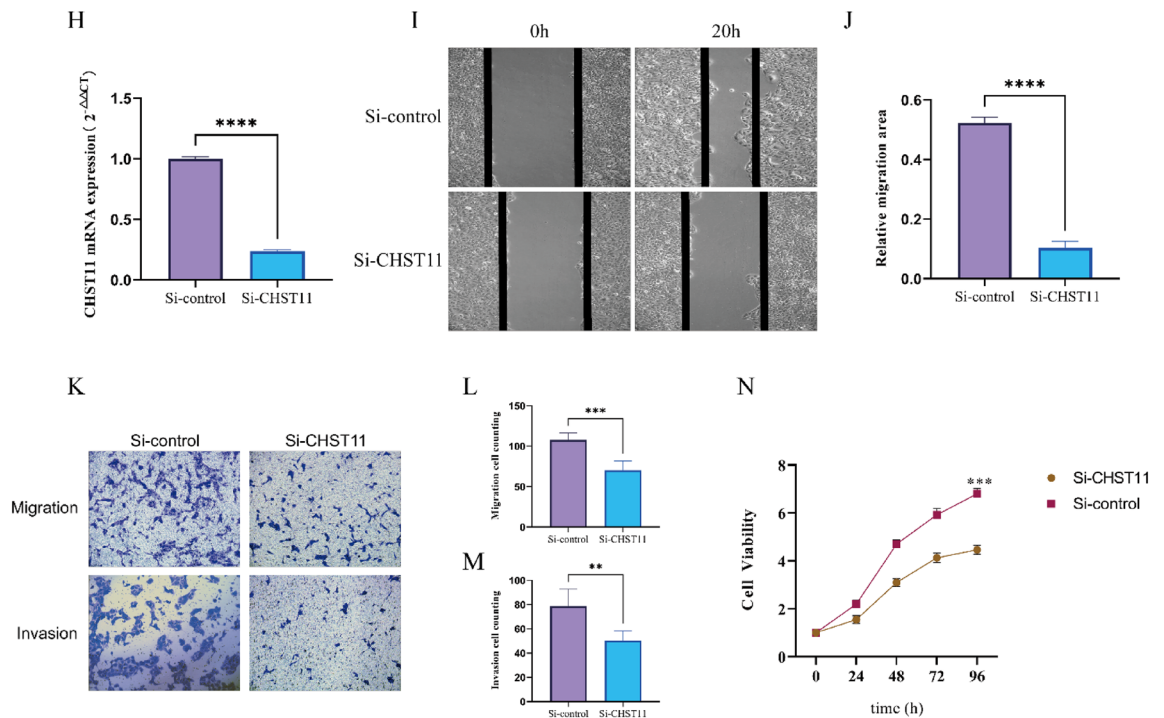 H
CHST11 mRNA expression ( 2^-ΔΔCT)
1.5
1.0
0.5
0.0
****
Si-control
Si-CHST11
I
0h
20h
Si-control
Si-CHST11
J
Relative migration area
0.6
0.4
0.2
0.0
****
Si-control
Si-CHST11
K
Si-control
Si-CHST11
Migration
Invasion
L
Migration cell counting
150
100
50
0
***
Si-control
Si-CHST11
M
Invasion cell counting
100
80
60
40
20
0
**
Si-control
Si-CHST11
N
Cell Viability
8
6
4
2
0
***
Si-CHST11
Si-control
0 24 48 72 96
time (h)